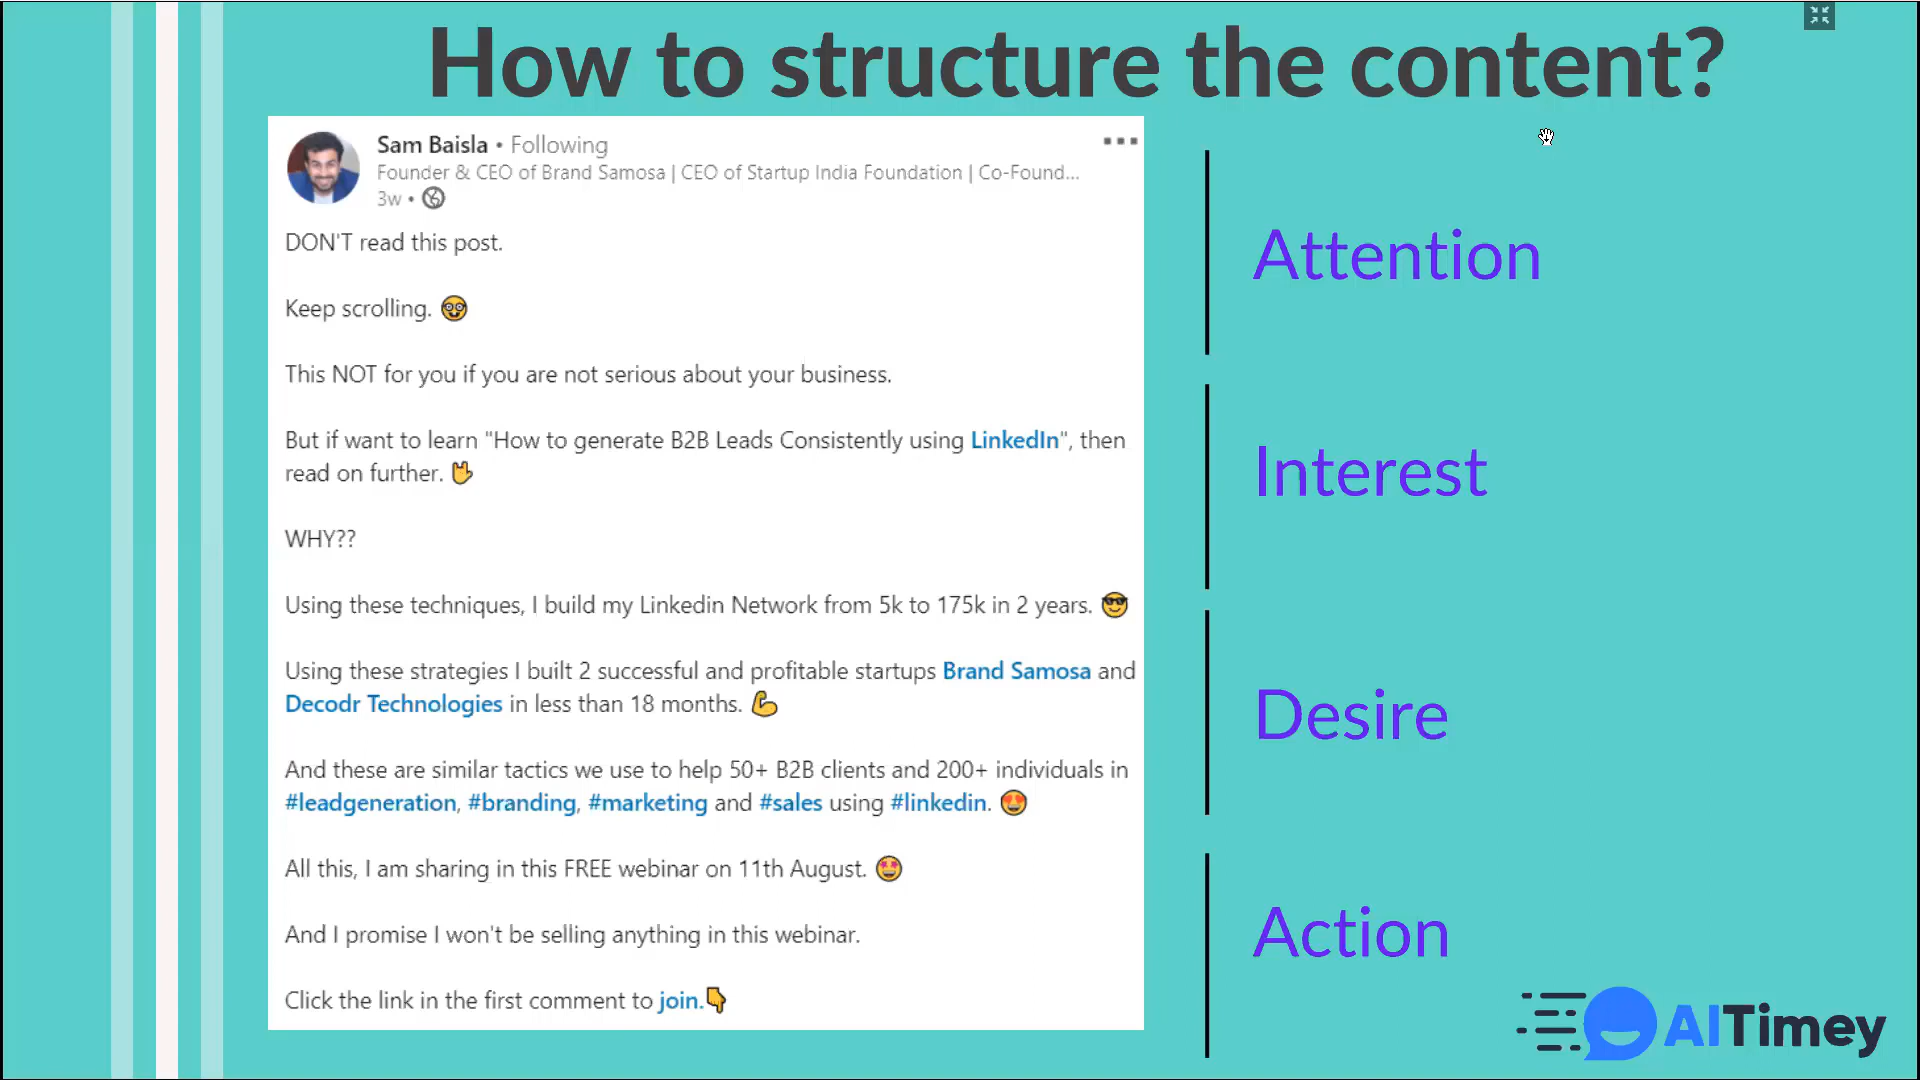 How to structure the content?
Sam Baisla • Following
Founder & CEO of Brand Samosa | CEO of Startup India Foundation | Co-Found...
3w •
DON'T read this post.
Keep scrolling. 🤓
This NOT for you if you are not serious about your business.
But if want to learn "How to generate B2B Leads Consistently using LinkedIn", then
read on further. 🤟
WHY??
Using these techniques, I build my Linkedin Network from 5k to 175k in 2 years. 😎
Using these strategies I built 2 successful and profitable startups Brand Samosa and
Decodr Technologies in less than 18 months. 💪
And these are similar tactics we use to help 50+ B2B clients and 200+ individuals in
#leadgeneration, #branding, #marketing and #sales using #linkedin. 😍
All this, I am sharing in this FREE webinar on 11th August. 🤩
And I promise I won't be selling anything in this webinar.
Click the link in the first comment to join.👇
Attention
Interest
Desire
Action
AITimey